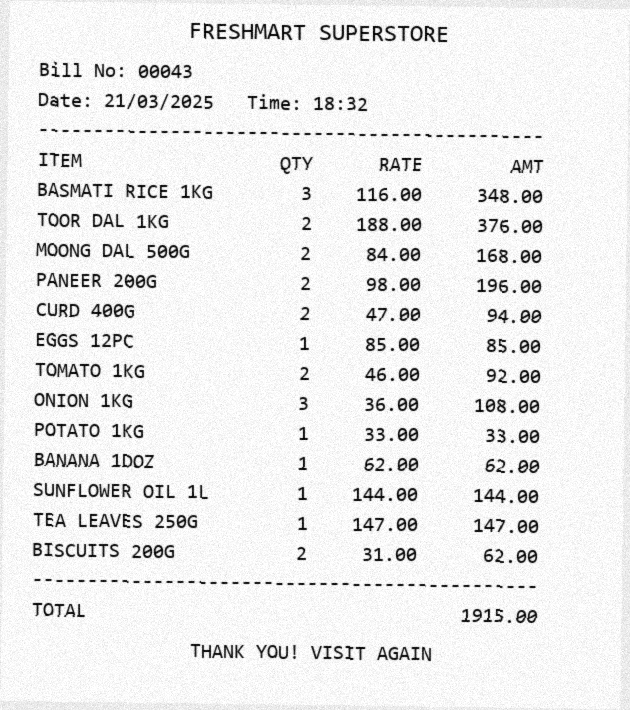 FRESHMART SUPERSTORE
Bill No: 00043
Date: 21/03/2025 Time: 18:32
------------------------------------------------
ITEM QTY RATE AMT
BASMATI RICE 1KG 3 116.00 348.00
TOOR DAL 1KG 2 188.00 376.00
MOONG DAL 500G 2 84.00 168.00
PANEER 200G 2 98.00 196.00
CURD 400G 2 47.00 94.00
EGGS 12PC 1 85.00 85.00
TOMATO 1KG 2 46.00 92.00
ONION 1KG 3 36.00 108.00
POTATO 1KG 1 33.00 33.00
BANANA 1DOZ 1 62.00 62.00
SUNFLOWER OIL 1L 1 144.00 144.00
TEA LEAVES 250G 1 147.00 147.00
BISCUITS 200G 2 31.00 62.00
------------------------------------------------
TOTAL 1915.00
THANK YOU! VISIT AGAIN